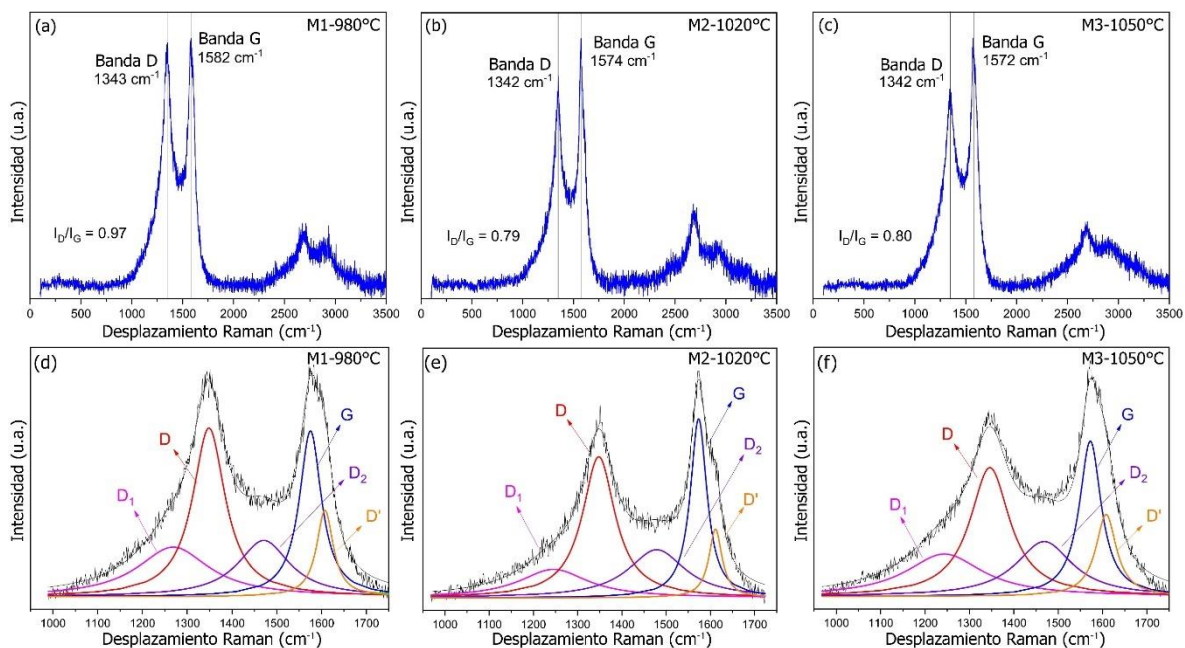 (a)
M1-980°C
Banda D
1343 cm⁻¹
Banda G
1582 cm⁻¹
I_D/I_G = 0.97
Intensidad (u.a.)
0 500 1000 1500 2000 2500 3000 3500
Desplazamiento Raman (cm⁻¹)
(b)
M2-1020°C
Banda D
1342 cm⁻¹
Banda G
1574 cm⁻¹
I_D/I_G = 0.79
Intensidad (u.a.)
0 500 1000 1500 2000 2500 3000 3500
Desplazamiento Raman (cm⁻¹)
(c)
M3-1050°C
Banda D
1342 cm⁻¹
Banda G
1572 cm⁻¹
I_D/I_G = 0.80
Intensidad (u.a.)
0 500 1000 1500 2000 2500 3000 3500
Desplazamiento Raman (cm⁻¹)
(d)
M1-980°C
D
G
D₁
D₂
D'
Intensidad (u.a.)
1000 1100 1200 1300 1400 1500 1600 1700
Desplazamiento Raman (cm⁻¹)
(e)
M2-1020°C
D
G
D₁
D₂
D'
Intensidad (u.a.)
1000 1100 1200 1300 1400 1500 1600 1700
Desplazamiento Raman (cm⁻¹)
(f)
M3-1050°C
D
G
D₁
D₂
D'
Intensidad (u.a.)
1000 1100 1200 1300 1400 1500 1600 1700
Desplazamiento Raman (cm⁻¹)